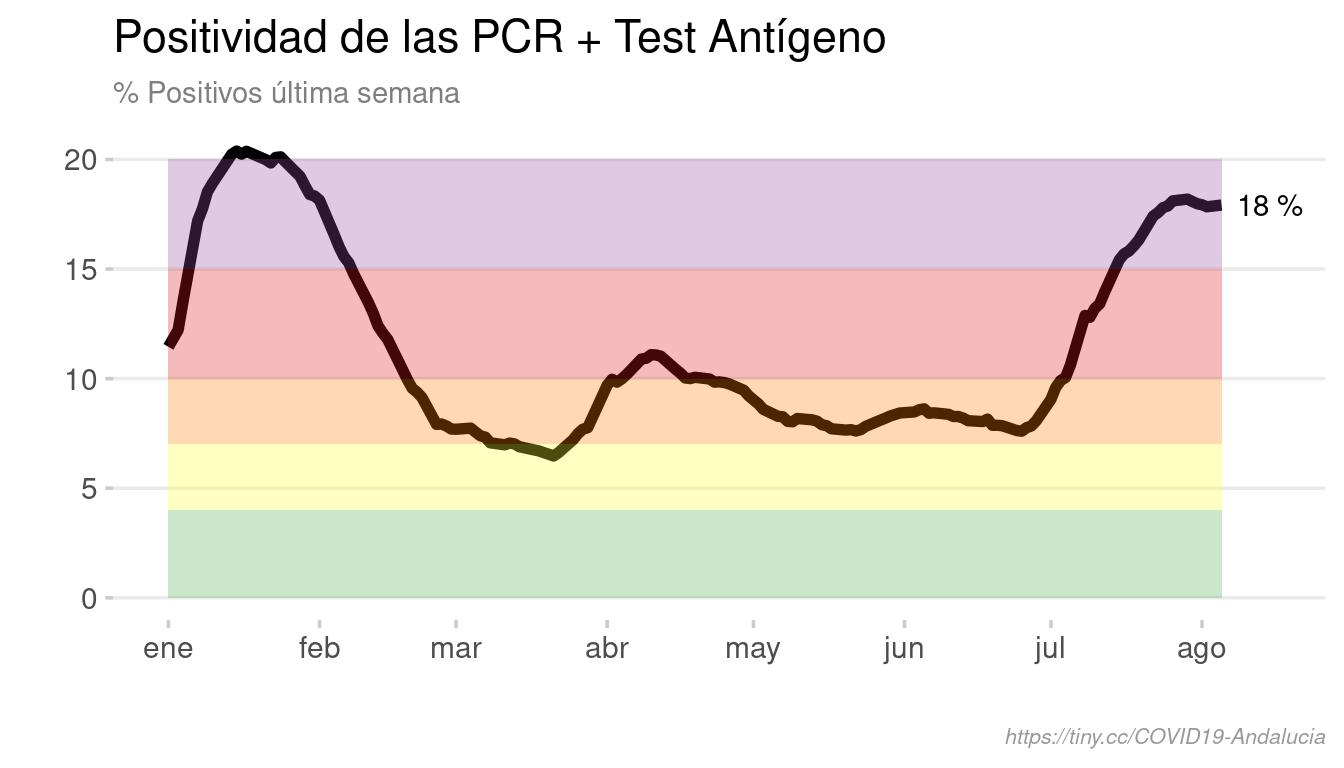 Positividad de las PCR + Test Antígeno
% Positivos última semana
20
15
10
5
0
18 %
ene feb mar abr may jun jul ago
https://tiny.cc/COVID19-Andalucia